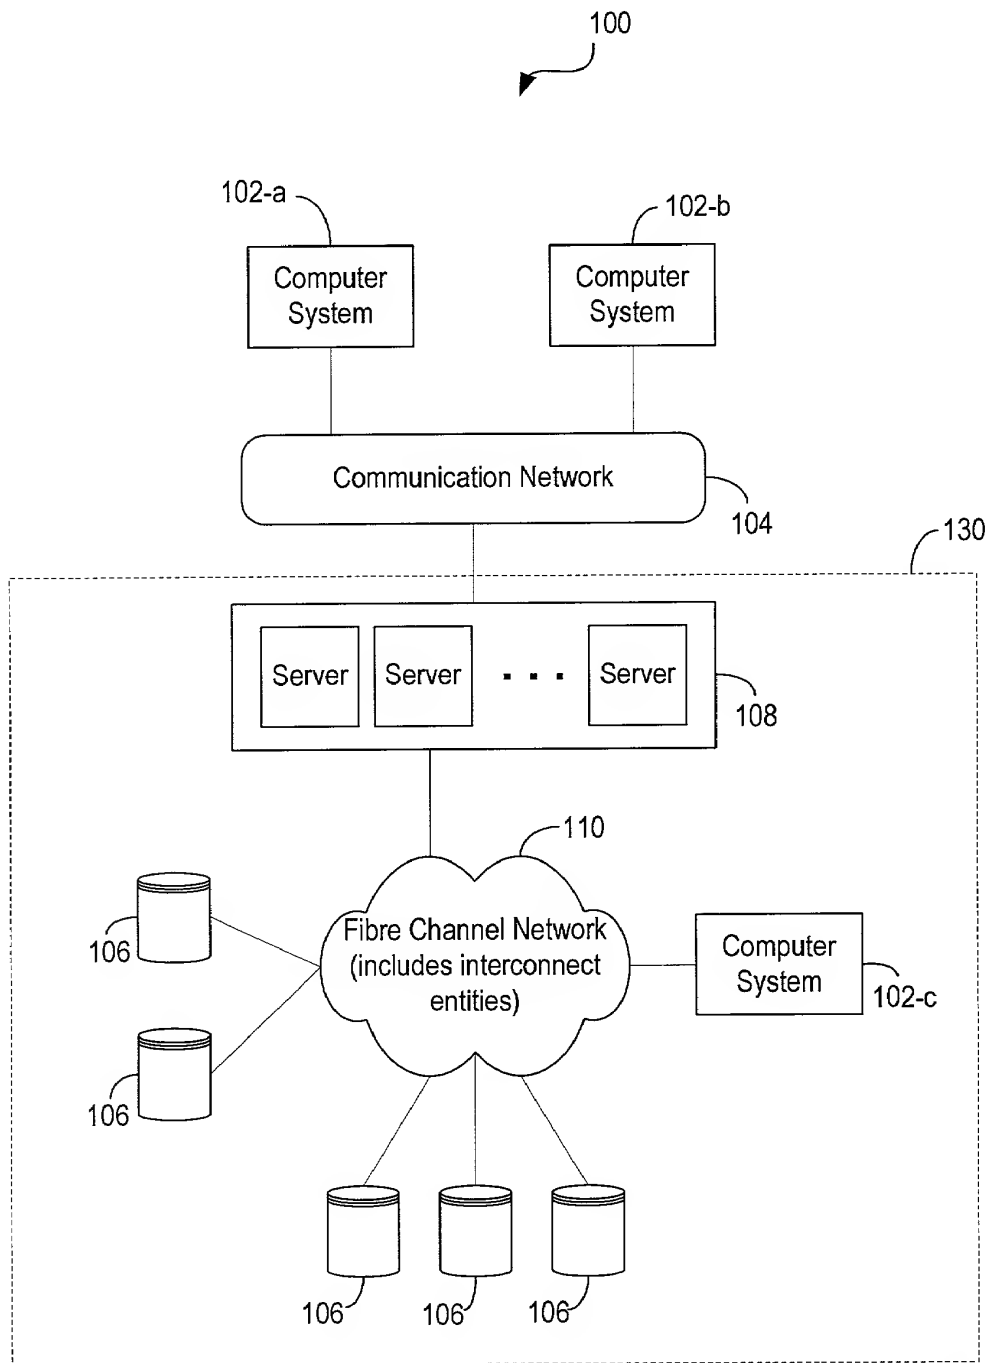 100
102-a
102-b
Computer
System
Computer
System
Communication Network
104
130
Server
Server
. . .
Server
108
110
Fibre Channel Network
(includes interconnect
entities)
106
106
Computer
System
102-c
106
106
106